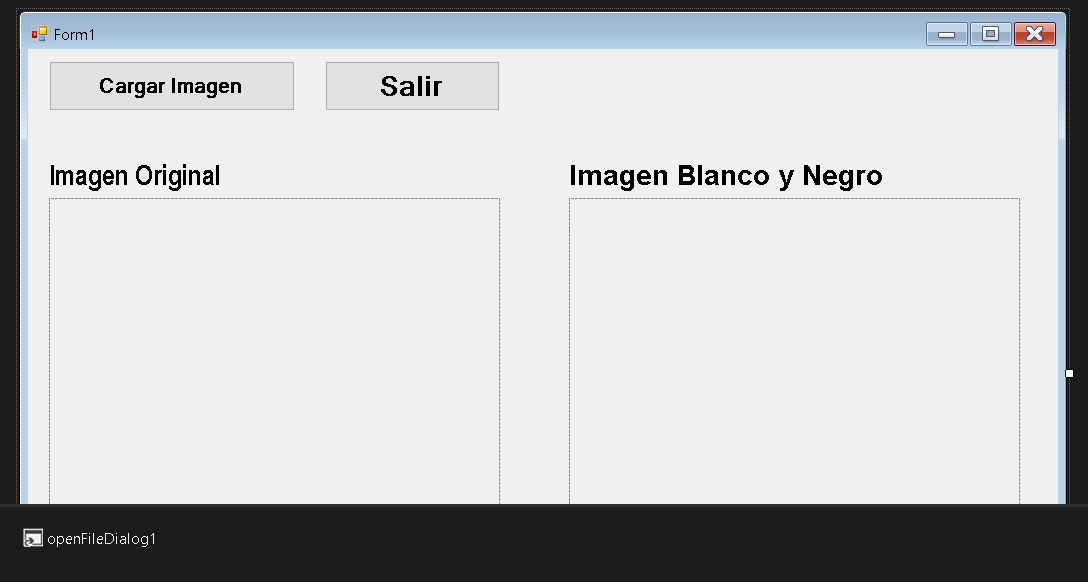 Form1
Cargar Imagen
Salir
Imagen Original
Imagen Blanco y Negro
openFileDialog1